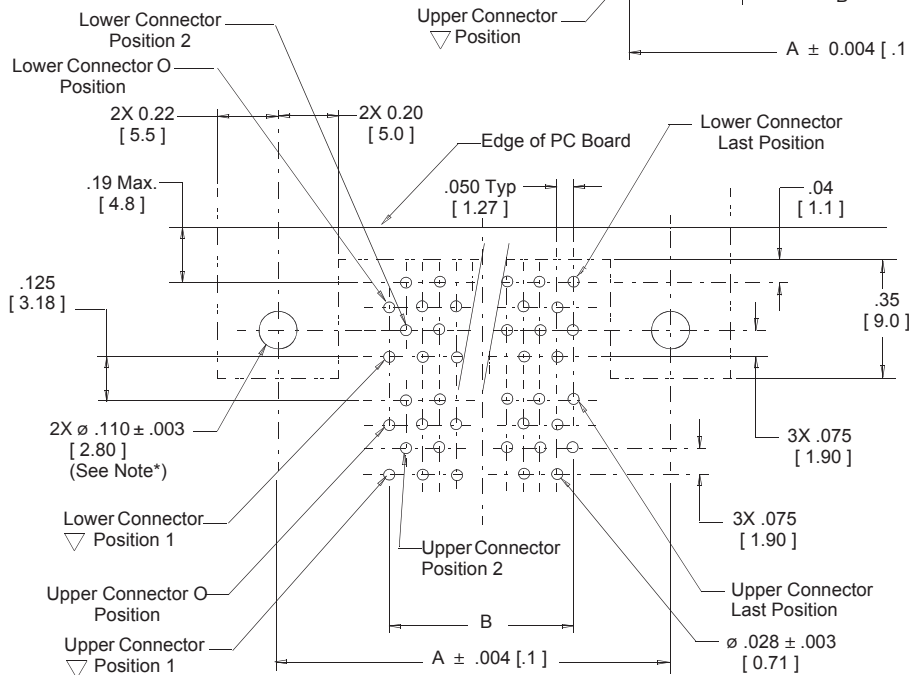 Upper Connector
▽ Position
B
A ± 0.004 [ .1
Lower Connector
Position 2
Lower Connector O
Position
2X 0.22
[ 5.5 ]
2X 0.20
[ 5.0 ]
Edge of PC Board
Lower Connector
Last Position
.19 Max.
[ 4.8 ]
.050 Typ
[ 1.27 ]
.04
[ 1.1 ]
.125
[ 3.18 ]
.35
[ 9.0 ]
2X ø .110 ± .003
[ 2.80 ]
(See Note*)
3X .075
[ 1.90 ]
Lower Connector
▽ Position 1
Upper Connector
Position 2
3X .075
[ 1.90 ]
Upper Connector O
Position
Upper Connector
Last Position
B
Upper Connector
▽ Position 1
A ± .004 [.1 ]
ø .028 ± .003
[ 0.71 ]